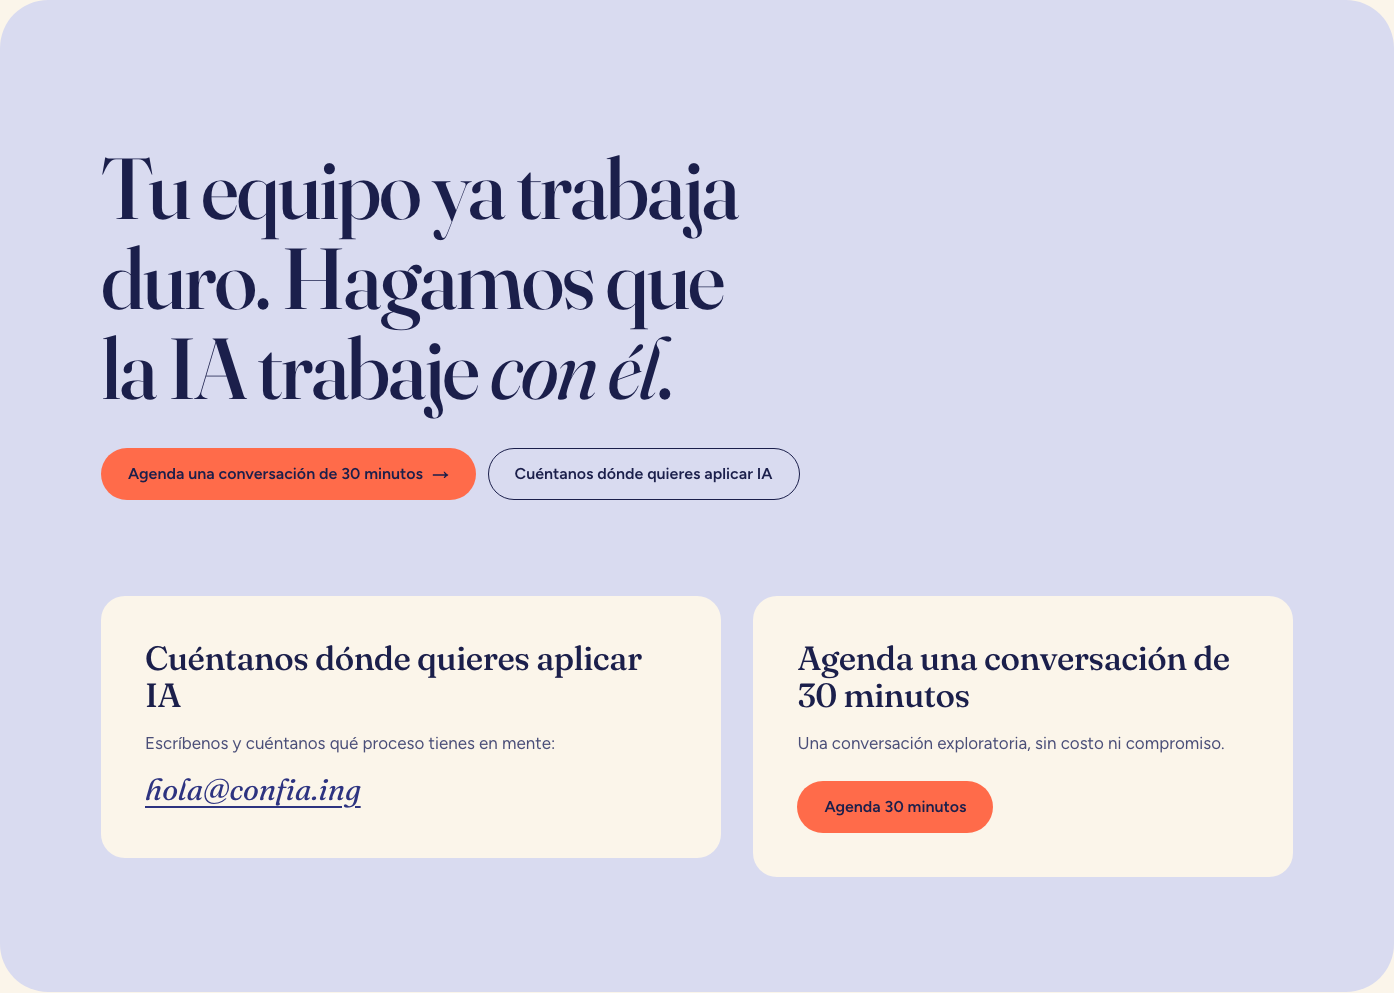 Tu equipo ya trabaja
duro. Hagamos que
la IA trabaje con él.
Agenda una conversación de 30 minutos →
Cuéntanos dónde quieres aplicar IA
Cuéntanos dónde quieres aplicar
IA
Escríbenos y cuéntanos qué proceso tienes en mente:
hola@confia.ing
Agenda una conversación de
30 minutos
Una conversación exploratoria, sin costo ni compromiso.
Agenda 30 minutos